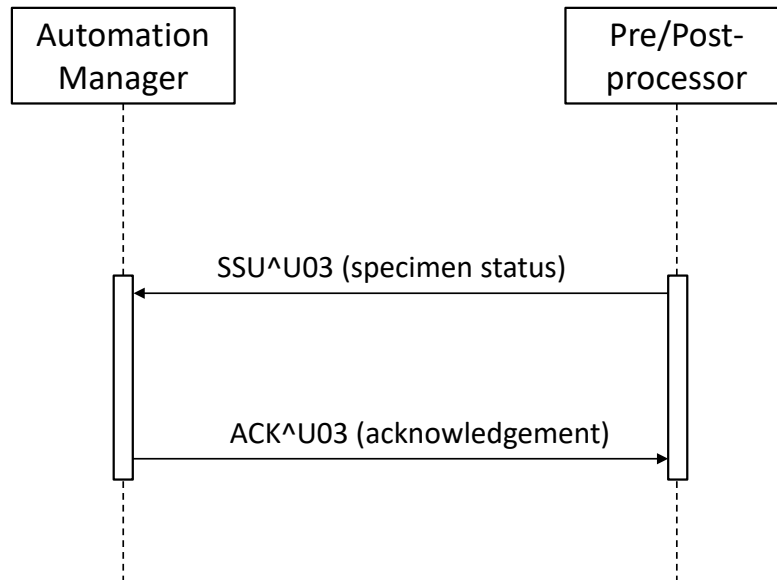 Automation
Manager
Pre/Post-
processor
SSU^U03 (specimen status)
ACK^U03 (acknowledgement)